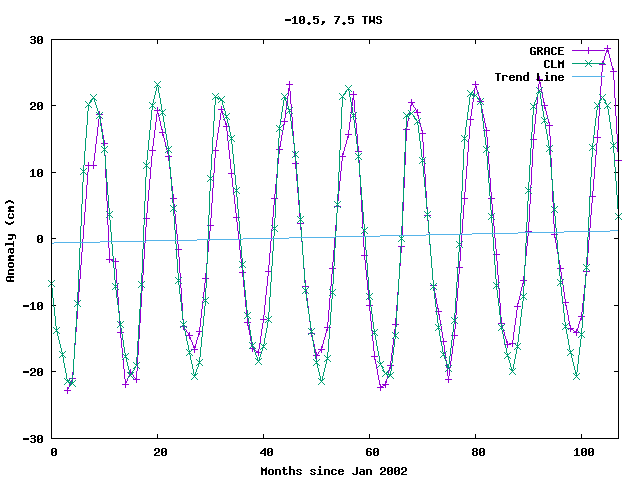 -10.5, 7.5 TWS
30
20
10
0
-10
-20
-30
Anomaly (cm)
GRACE
CLM
Trend Line
0 20 40 60 80 100
Months since Jan 2002